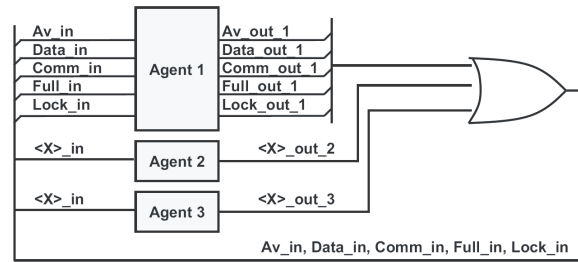 Av_in
Data_in
Comm_in
Full_in
Lock_in
Agent 1
Av_out_1
Data_out_1
Comm_out_1
Full_out_1
Lock_out_1
<X>_in
Agent 2
<X>_out_2
<X>_in
Agent 3
<X>_out_3
Av_in, Data_in, Comm_in, Full_in, Lock_in